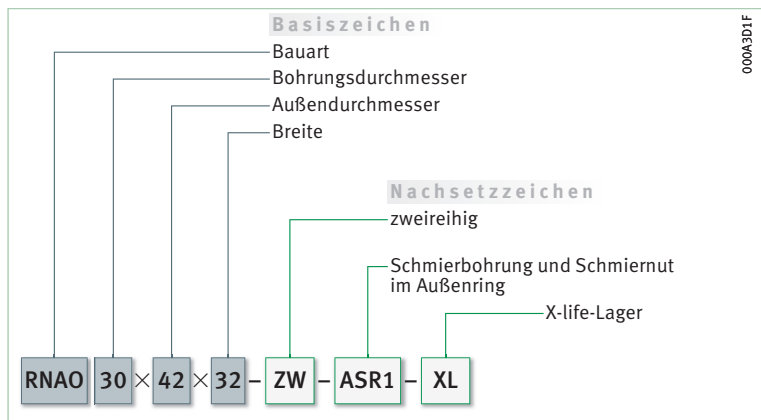 Basiszeichen
Bauart
Bohrungsdurchmesser
Außendurchmesser
Breite
Nachsetzzeichen
zweireihig
Schmierbohrung und Schmiernut
im Außenring
X-life-Lager
RNAO 30 × 42 × 32 – ZW – ASR1 – XL
000A3D1F